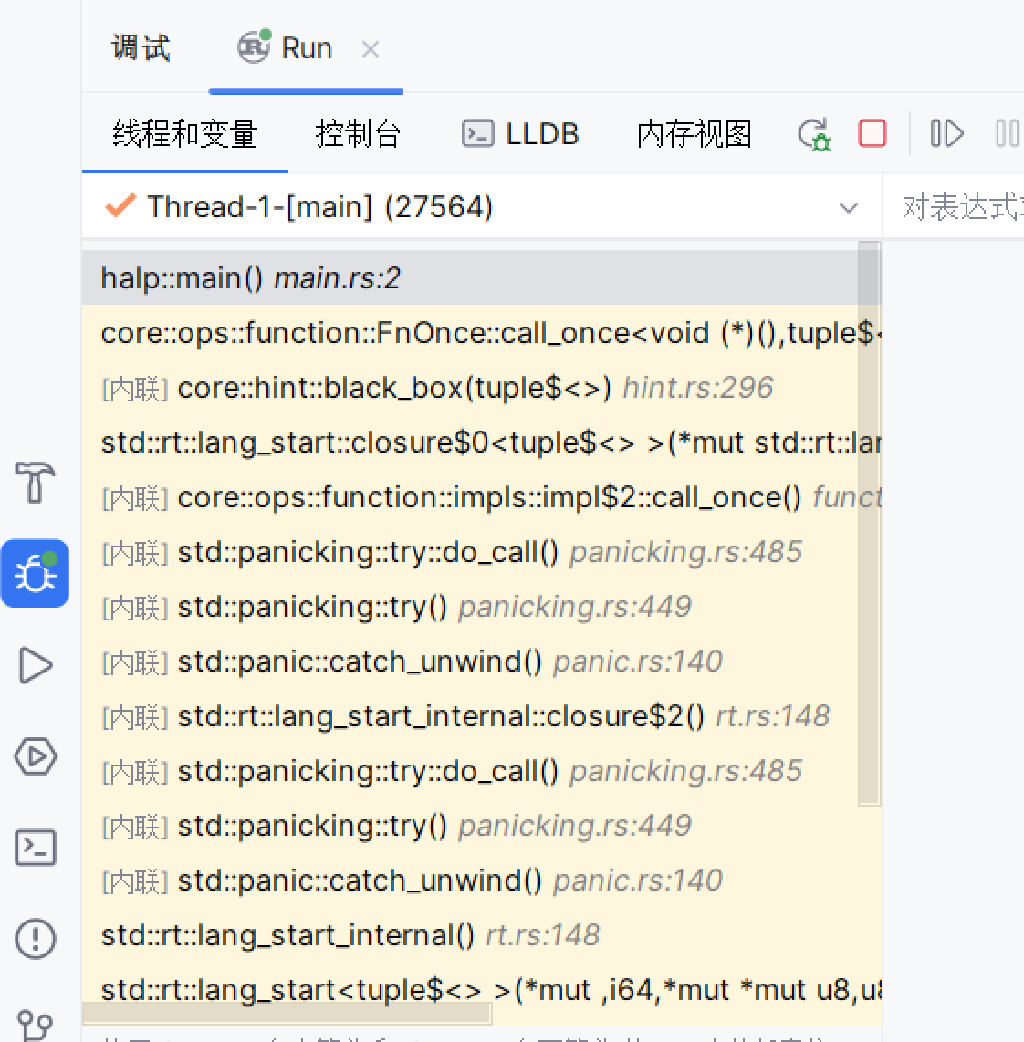 调试 Run
线程和变量 控制台 LLDB 内存视图
Thread-1-[main] (27564) 对表达式
halp::main() main.rs:2
core::ops::function::FnOnce::call_once<void (*)(),tuple$<
[内联] core::hint::black_box(tuple$<>) hint.rs:296
std::rt::lang_start::closure$0<tuple$<> >(*mut std::rt::lar
[内联] core::ops::function::impls::impl$2::call_once() funct
[内联] std::panicking::try::do_call() panicking.rs:485
[内联] std::panicking::try() panicking.rs:449
[内联] std::panic::catch_unwind() panic.rs:140
[内联] std::rt::lang_start_internal::closure$2() rt.rs:148
[内联] std::panicking::try::do_call() panicking.rs:485
[内联] std::panicking::try() panicking.rs:449
[内联] std::panic::catch_unwind() panic.rs:140
std::rt::lang_start_internal() rt.rs:148
std::rt::lang_start<tuple$<> >(*mut ,i64,*mut *mut u8,u8